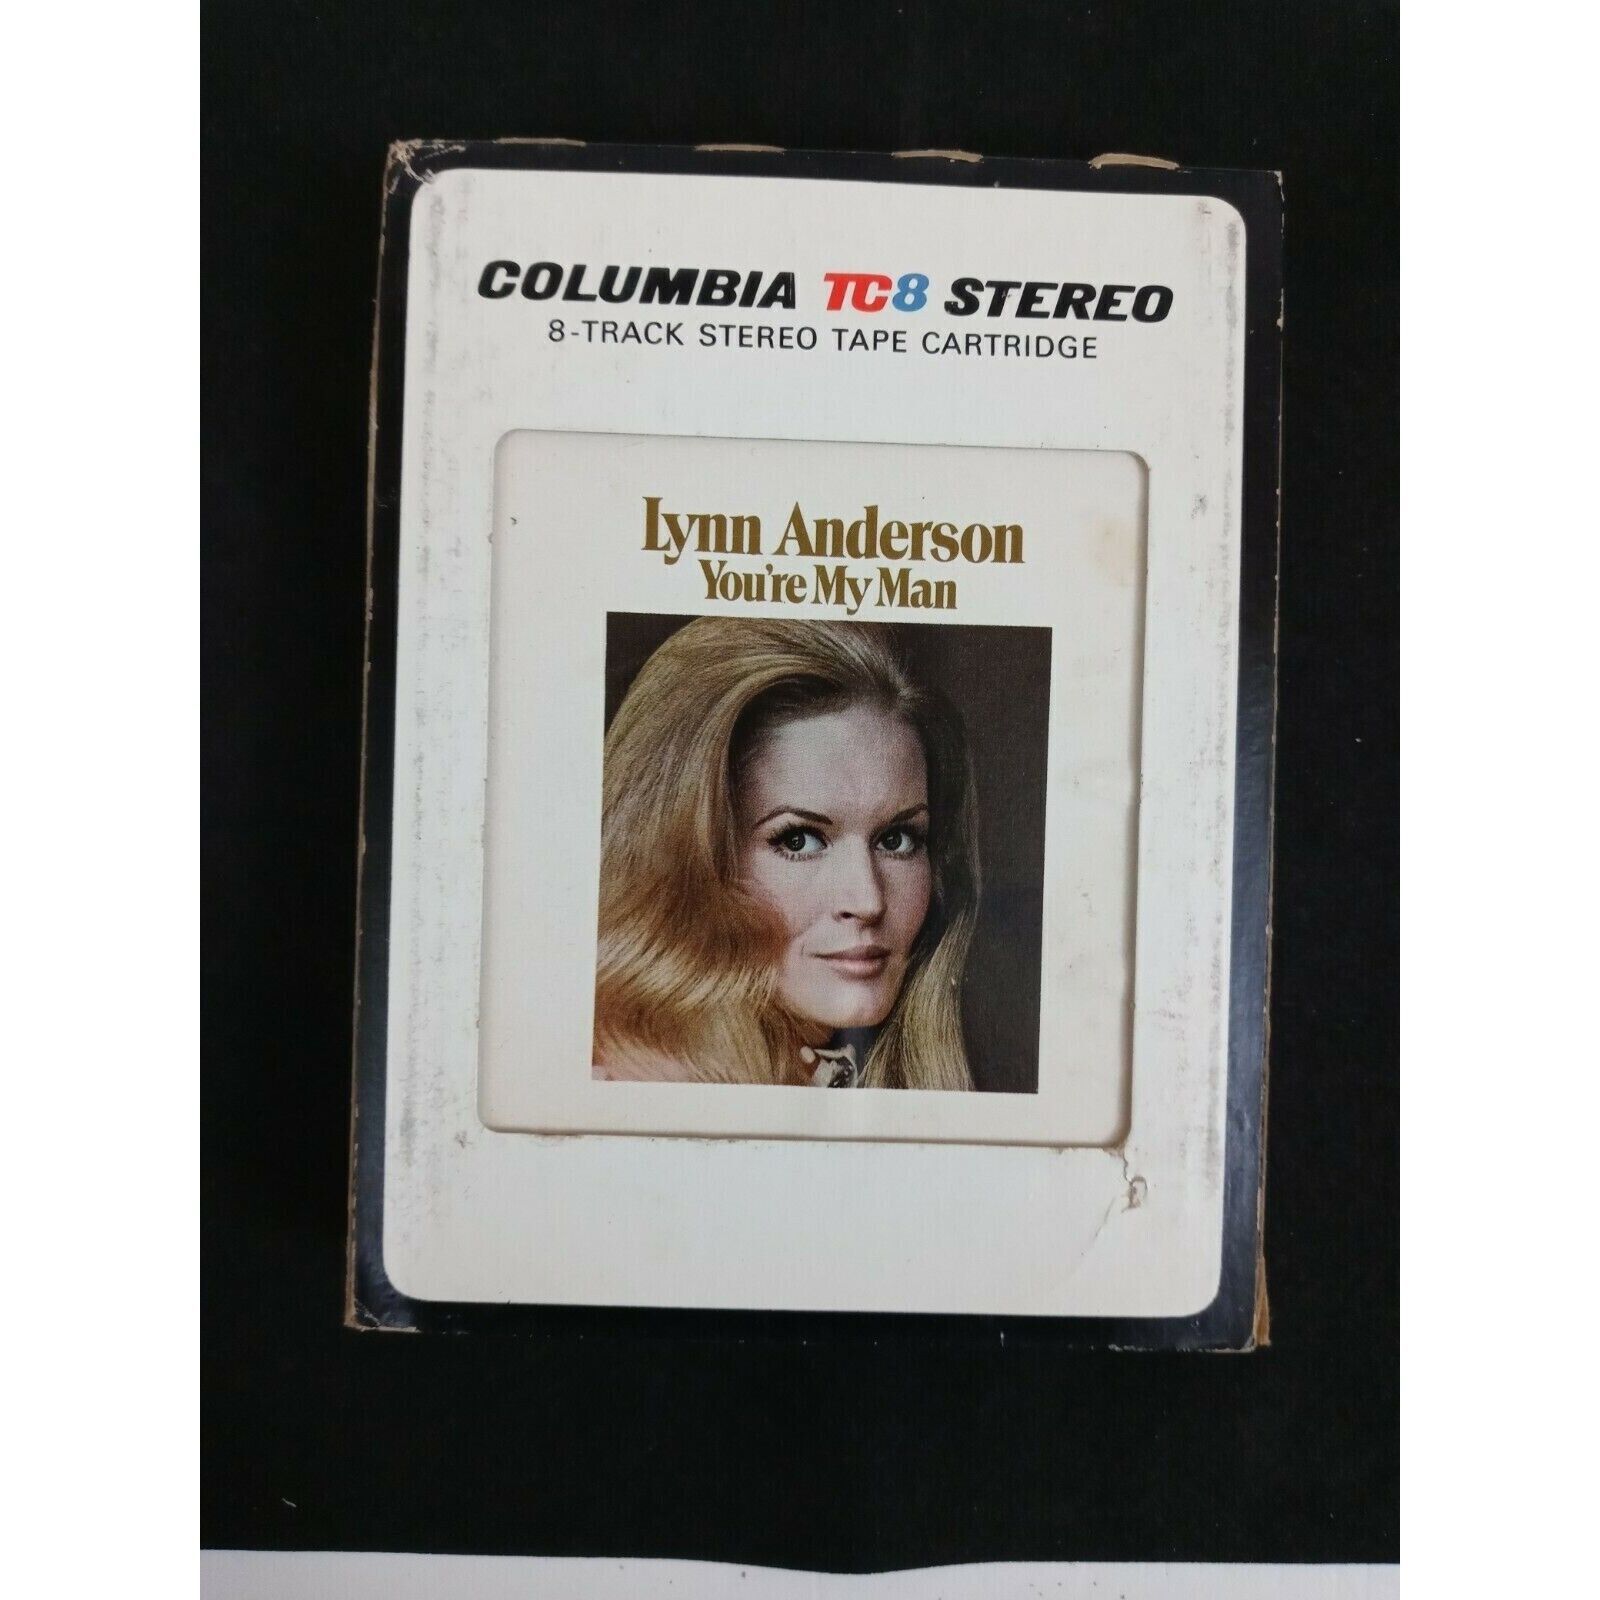 COLUMBIA TC8 STEREO
8-TRACK STEREO TAPE CARTRIDGE
Lynn Anderson
You're My Man